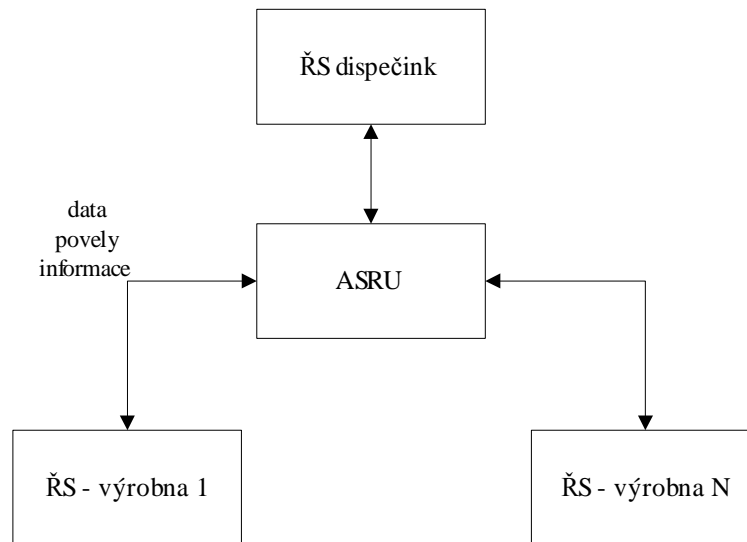 ŘS dispečink
data
povely
informace
ASRU
ŘS - výrobna 1
ŘS - výrobna N